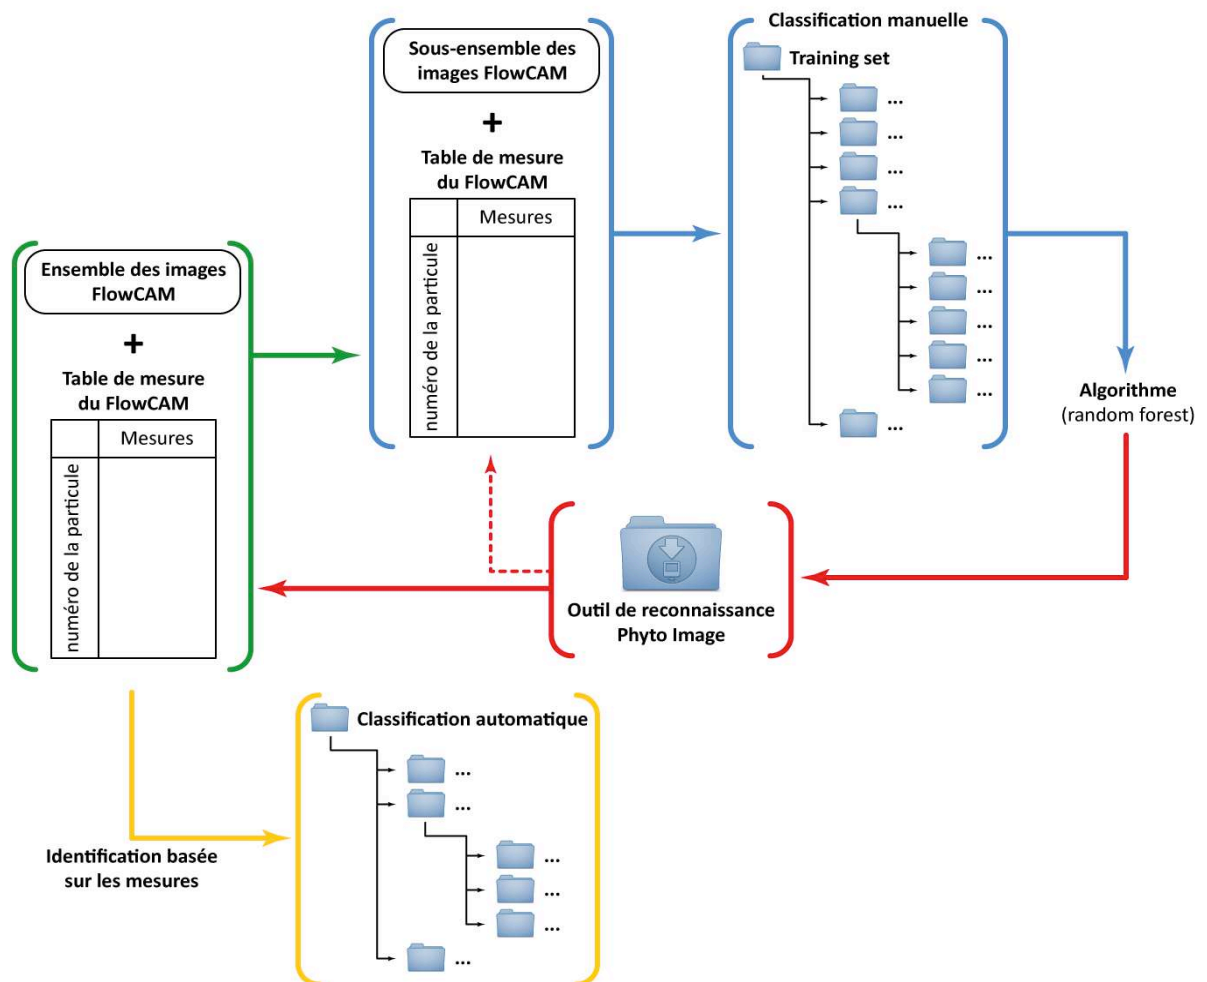 Sous-ensemble des
images FlowCAM
+
Table de mesure
du FlowCAM
Mesures
numéro de la particule
Classification manuelle
Training set
...
...
...
...
...
...
...
...
...
...
Ensemble des images
FlowCAM
+
Table de mesure
du FlowCAM
Mesures
numéro de la particule
Algorithme
(random forest)
Outil de reconnaissance
Phyto Image
Identification basée
sur les mesures
Classification automatique
...
...
...
...
...
...